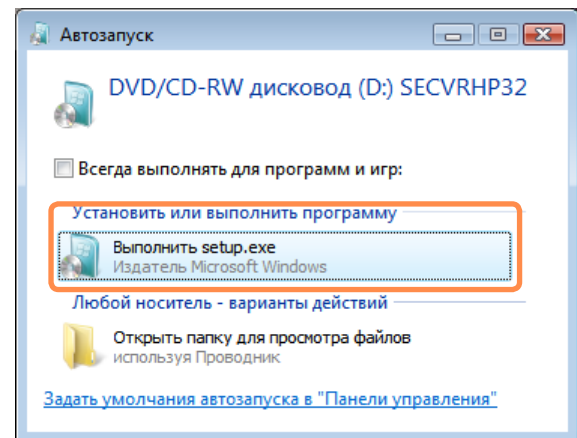 Автозапуск
DVD/CD-RW дисковод (D:) SECVRHP32
Всегда выполнять для программ и игр:
Установить или выполнить программу
Выполнить setup.exe
Издатель Microsoft Windows
Любой носитель - варианты действий
Открыть папку для просмотра файлов
используя Проводник
Задать умолчания автозапуска в "Панели управления"